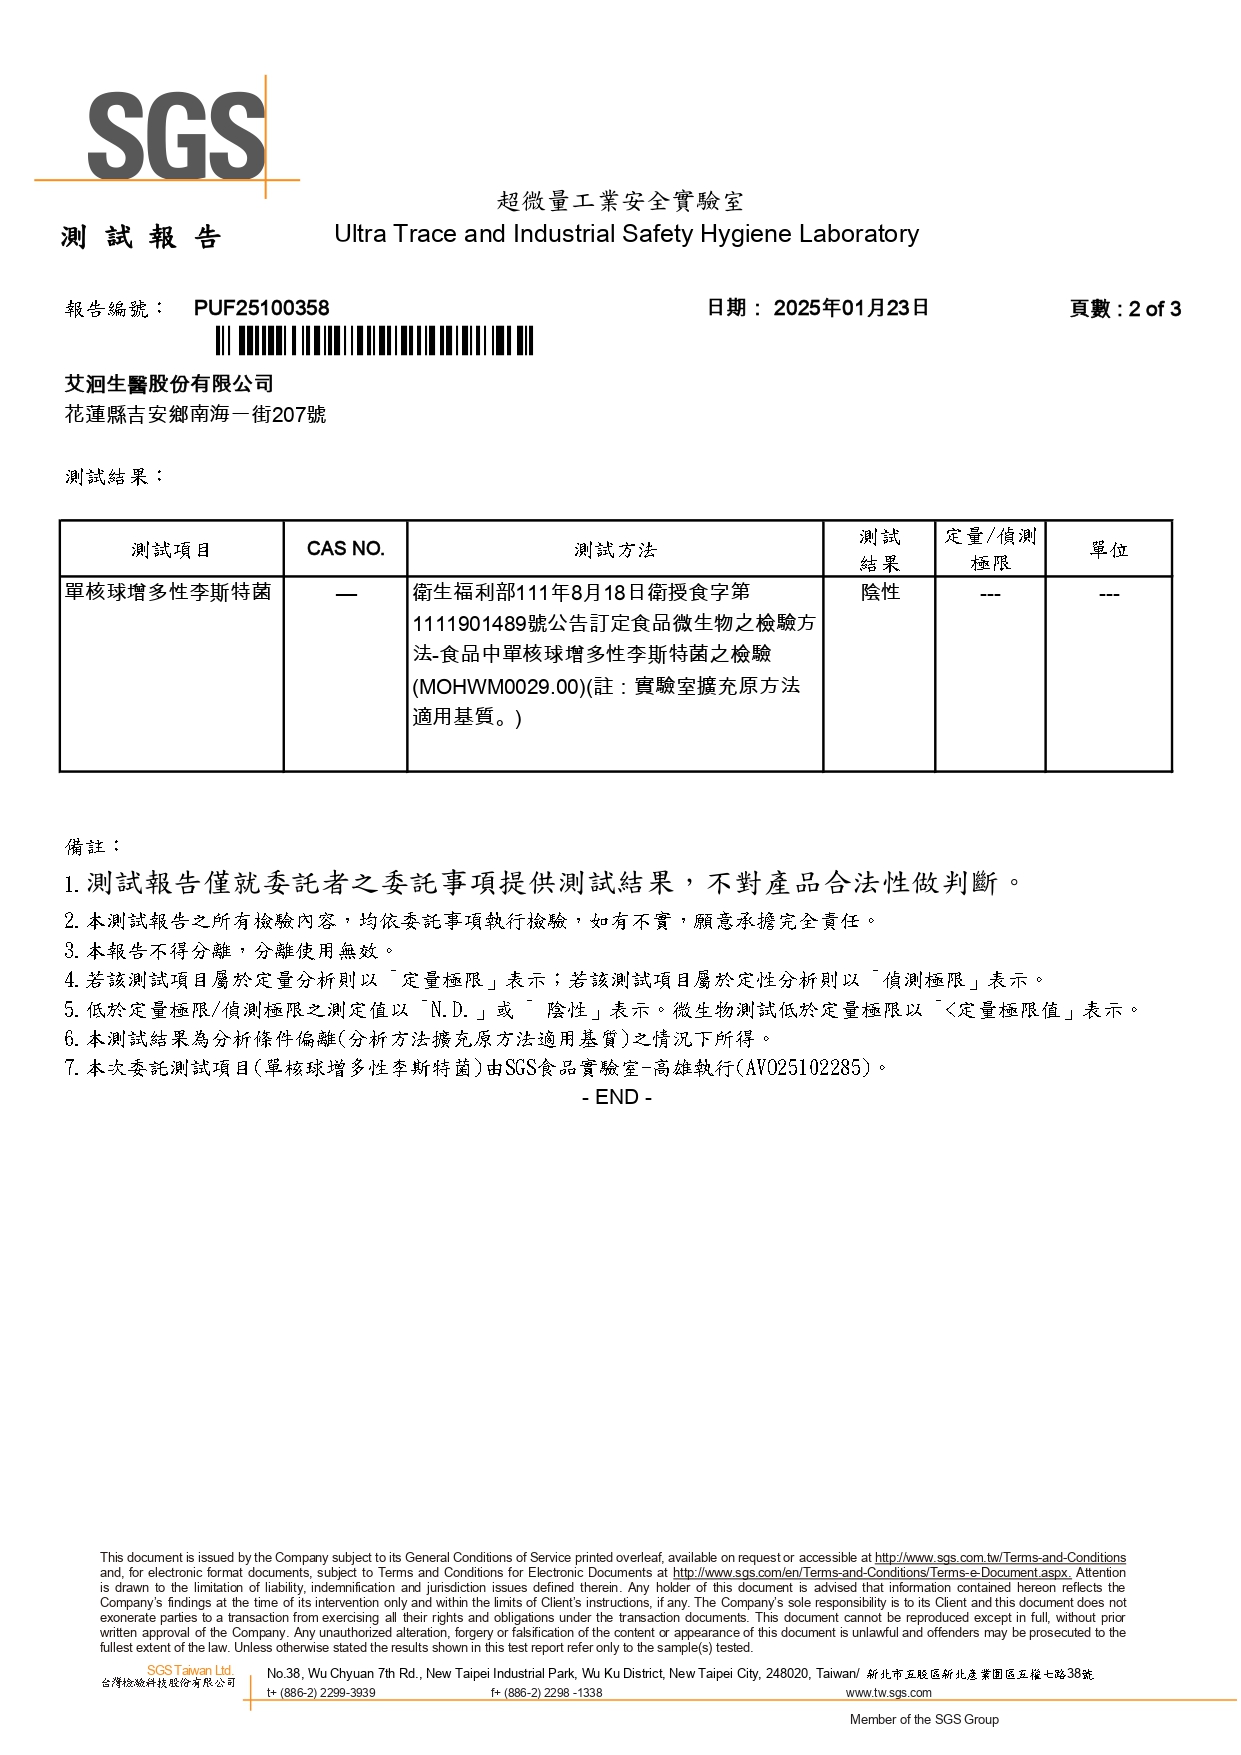 SGS
超微量工業安全實驗室
測 試 報 告
Ultra Trace and Industrial Safety Hygiene Laboratory
報告編號： PUF25100358
日期： 2025年01月23日
頁數 : 2 of 3
艾洄生醫股份有限公司
花蓮縣吉安鄉南海一街207號
測試結果：
測試項目
CAS NO.
測試方法
測試
結果
定量/偵測
極限
單位
單核球增多性李斯特菌
—
衛生福利部111年8月18日衛授食字第
1111901489號公告訂定食品微生物之檢驗方
法-食品中單核球增多性李斯特菌之檢驗
(MOHWM0029.00)(註：實驗室擴充原方法
適用基質。)
陰性
---
---
備註：
1. 測試報告僅就委託者之委託事項提供測試結果，不對產品合法性做判斷。
2. 本測試報告之所有檢驗內容，均依委託事項執行檢驗，如有不實，願意承擔完全責任。
3. 本報告不得分離，分離使用無效。
4. 若該測試項目屬於定量分析則以「定量極限」表示；若該測試項目屬於定性分析則以「偵測極限」表示。
5. 低於定量極限/偵測極限之測定值以「N.D.」或「 陰性」表示。微生物測試低於定量極限以「<定量極限值」表示。
6. 本測試結果為分析條件偏離(分析方法擴充原方法適用基質)之情況下所得。
7. 本次委託測試項目(單核球增多性李斯特菌)由SGS食品實驗室-高雄執行(AVO25102285)。
- END -
This document is issued by the Company subject to its General Conditions of Service printed overleaf, available on request or accessible at http://www.sgs.com.tw/Terms-and-Conditions
and, for electronic format documents, subject to Terms and Conditions for Electronic Documents at http://www.sgs.com/en/Terms-and-Conditions/Terms-e-Document.aspx. Attention
is drawn to the limitation of liability, indemnification and jurisdiction issues defined therein. Any holder of this document is advised that information contained hereon reflects the
Company's findings at the time of its intervention only and within the limits of Client's instructions, if any. The Company's sole responsibility is to its Client and this document does not
exonerate parties to a transaction from exercising all their rights and obligations under the transaction documents. This document cannot be reproduced except in full, without prior
written approval of the Company. Any unauthorized alteration, forgery or falsification of the content or appearance of this document is unlawful and offenders may be prosecuted to the
fullest extent of the law. Unless otherwise stated the results shown in this test report refer only to the sample(s) tested.
SGS Taiwan Ltd.
台灣檢驗科技股份有限公司
No.38, Wu Chyuan 7th Rd., New Taipei Industrial Park, Wu Ku District, New Taipei City, 248020, Taiwan/ 新北市五股區新北產業園區五權七路38號
t+ (886-2) 2299-3939
f+ (886-2) 2298 -1338
www.tw.sgs.com
Member of the SGS Group